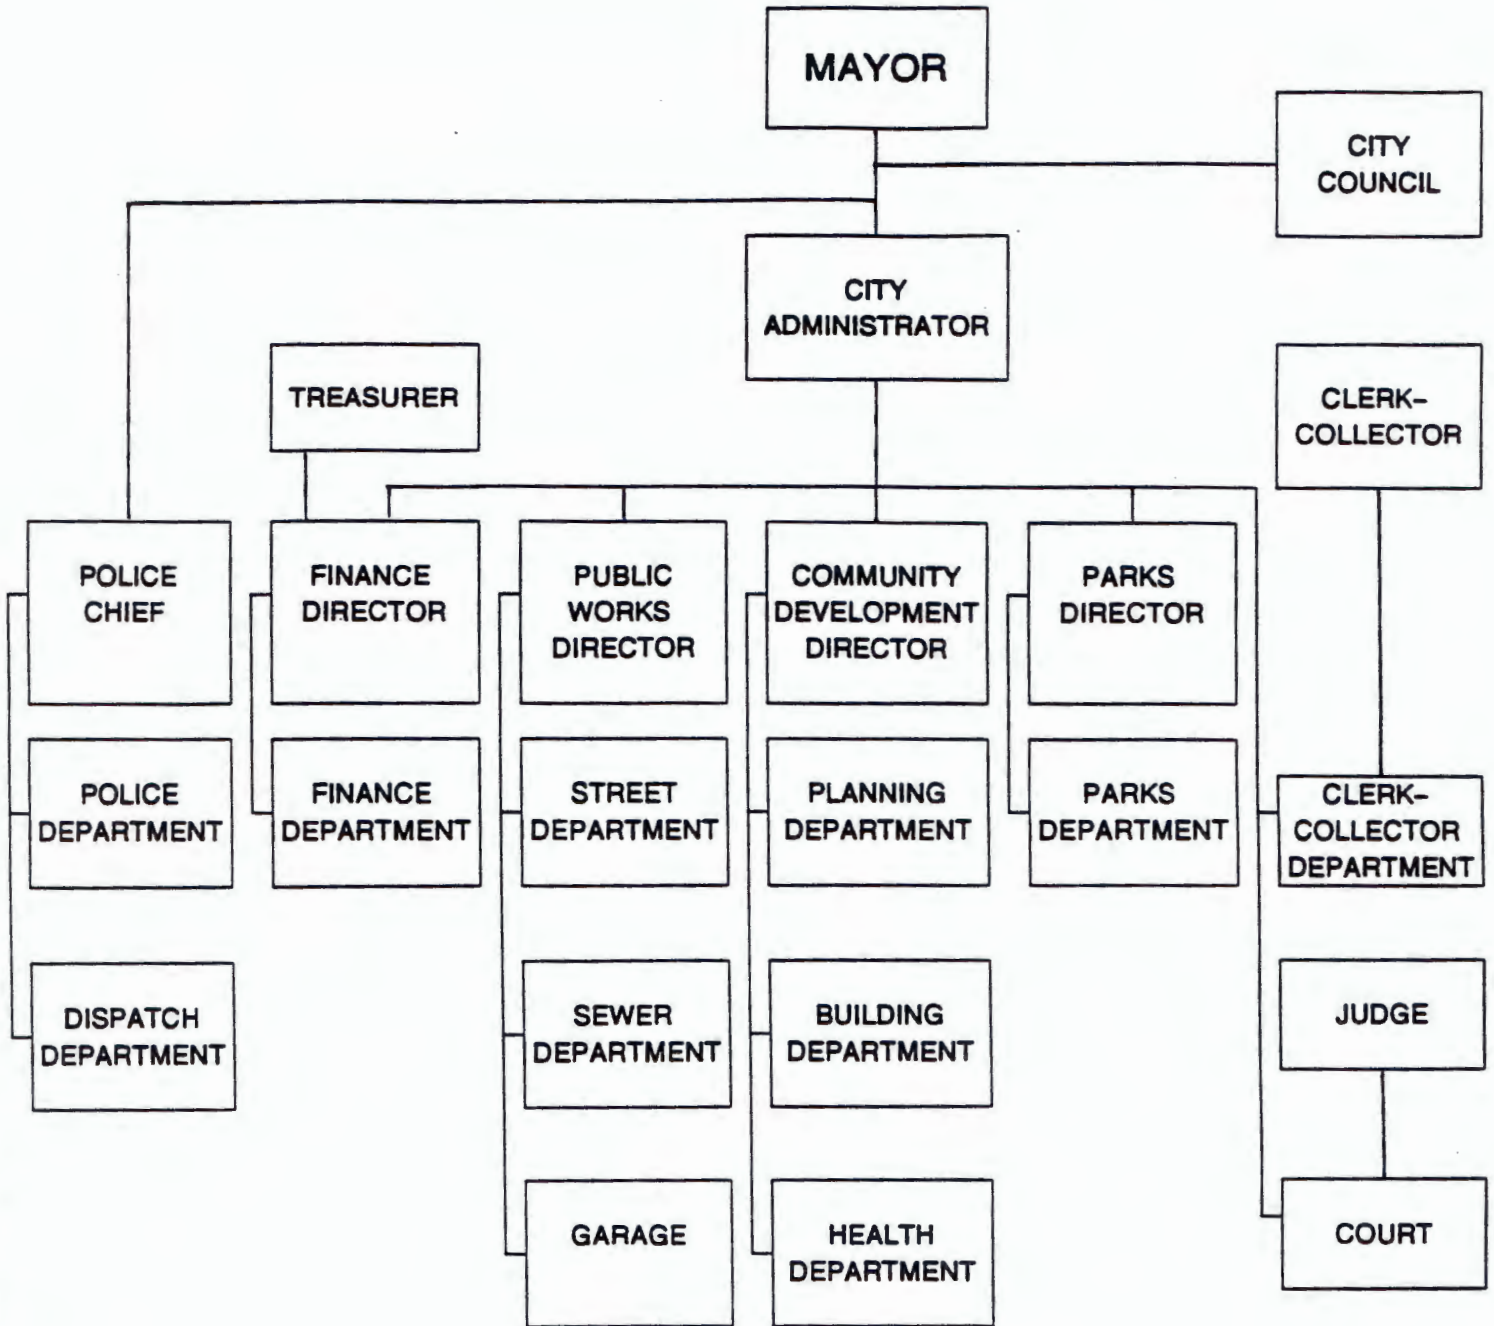 MAYOR
CITY
COUNCIL
CITY
ADMINISTRATOR
TREASURER
CLERK-
COLLECTOR
POLICE
CHIEF
FINANCE
DIRECTOR
PUBLIC
WORKS
DIRECTOR
COMMUNITY
DEVELOPMENT
DIRECTOR
PARKS
DIRECTOR
POLICE
DEPARTMENT
FINANCE
DEPARTMENT
STREET
DEPARTMENT
PLANNING
DEPARTMENT
PARKS
DEPARTMENT
CLERK-
COLLECTOR
DEPARTMENT
DISPATCH
DEPARTMENT
SEWER
DEPARTMENT
BUILDING
DEPARTMENT
JUDGE
GARAGE
HEALTH
DEPARTMENT
COURT